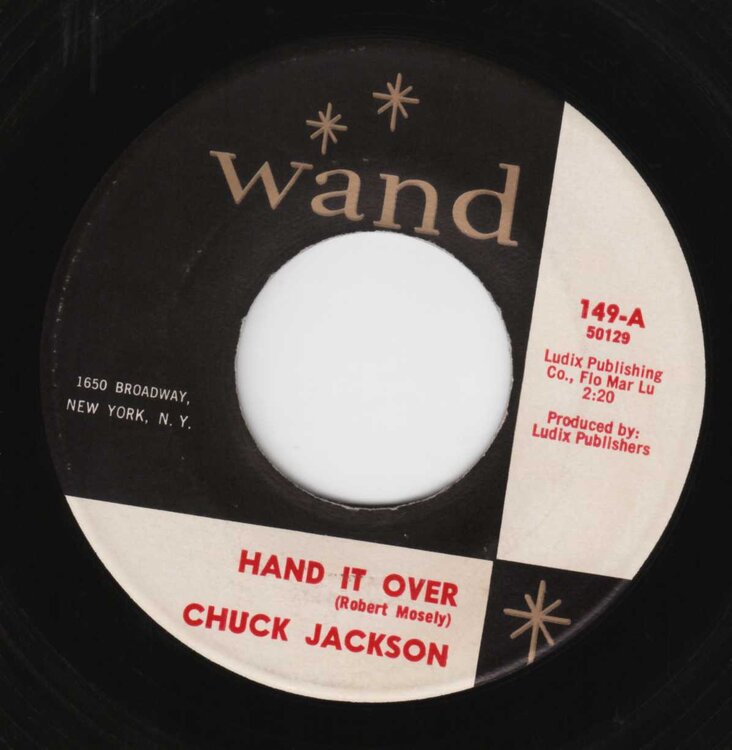 wand
149-A
50129
Ludix Publishing
Co., Flo Mar Lu
2:20
Produced by:
Ludix Publishers
1650 BROADWAY,
NEW YORK, N. Y.
HAND IT OVER
(Robert Mosely)
CHUCK JACKSON